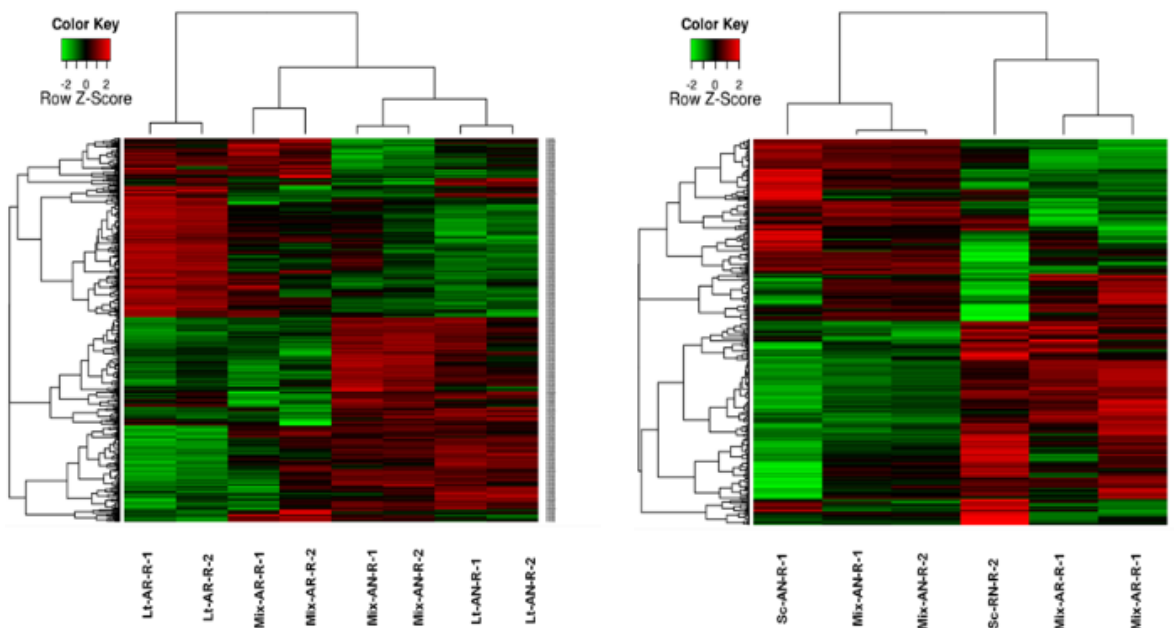 Color Key
-2 0 2
Row Z-Score
Lt-AR-R-1
Lt-AR-R-2
Mix-AR-R-1
Mix-AR-R-2
Mix-AN-R-1
Mix-AN-R-2
Lt-AN-R-1
Lt-AN-R-2
Color Key
-2 0 2
Row Z-Score
Sc-AN-R-1
Mix-AN-R-1
Mix-AN-R-2
Sc-RN-R-2
Mix-AR-R-1
Mix-AR-R-1